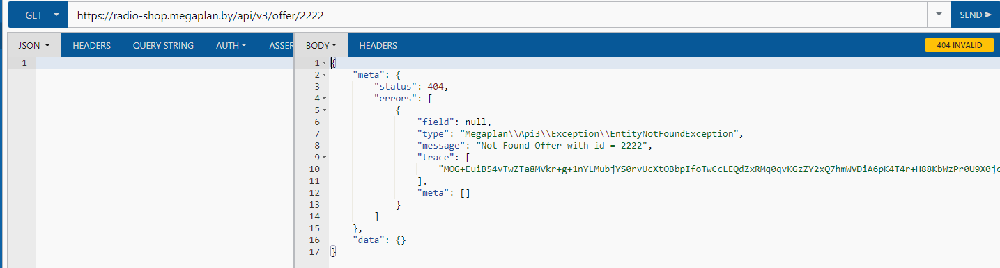 GET https://radio-shop.megaplan.by/api/v3/offer/2222 SEND
JSON HEADERS QUERY STRING AUTH ASSER BODY HEADERS 404 INVALID
1
1 {
2 "meta": {
3 "status": 404,
4 "errors": [
5 {
6 "field": null,
7 "type": "Megaplan\\Api3\\Exception\\EntityNotFoundException",
8 "message": "Not Found Offer with id = 2222",
9 "trace": [
10 "MOG+EuiB54vTwZTa8MVkr+g+1nYLMubjYS0rvUcXtOBbpIfoTwCcLEQdZxRMq0qvKGzZY2xQ7hmWVDiA6pK4T4r+H88KbWzPr0U9X0jc
11 ],
12 "meta": []
13 }
14 ]
15 },
16 "data": {}
17 }